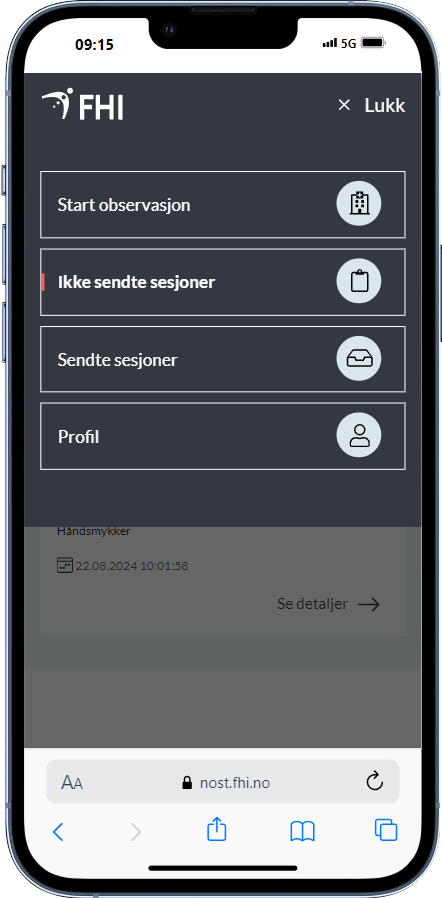 09:15
5G
FHI
Lukk
Start observasjon
Ikke sendte sesjoner
Sendte sesjoner
Profil
Håndsmykker
22.08.2024 10:01:58
Se detaljer
AA
nost.fhi.no